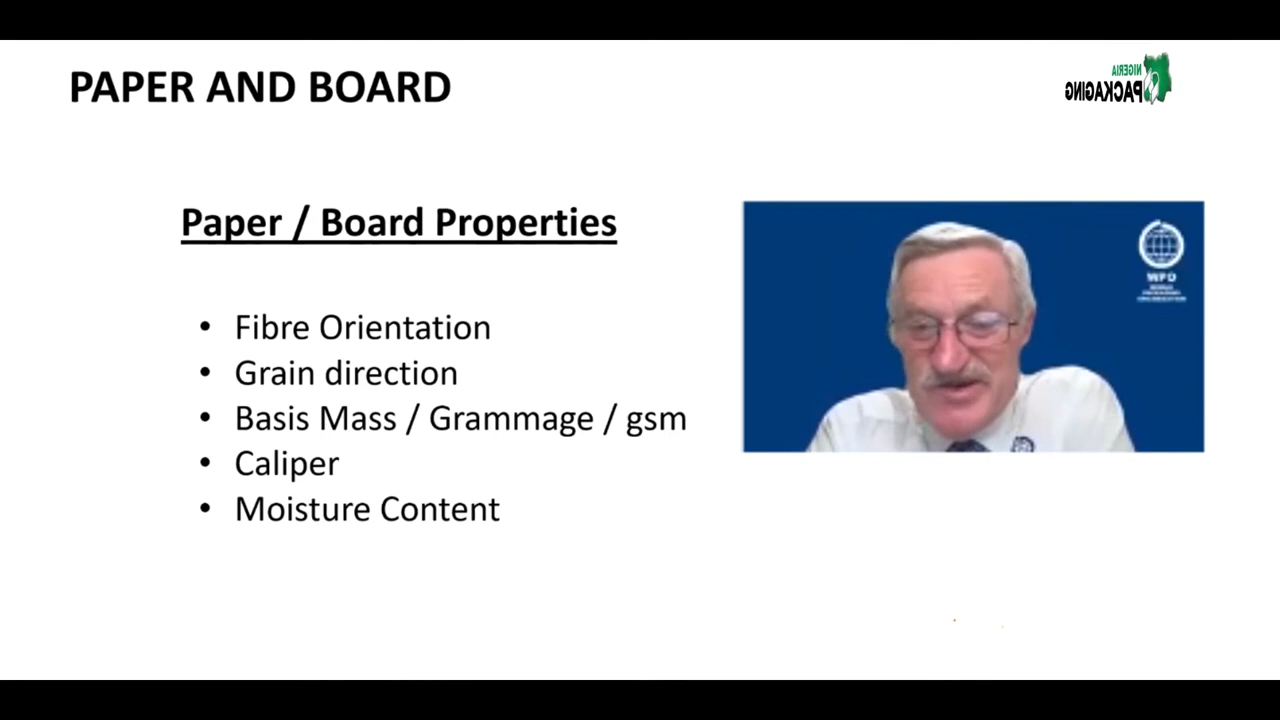 PAPER AND BOARD
NIGERIA
PACKAGING
Paper / Board Properties
• Fibre Orientation
• Grain direction
• Basis Mass / Grammage / gsm
• Caliper
• Moisture Content
WPO